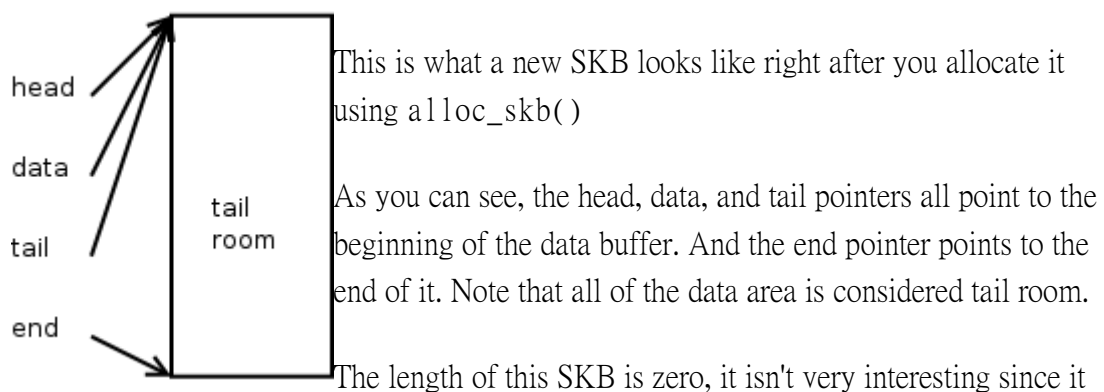 head
data
tail
end
tail
room
This is what a new SKB looks like right after you allocate it
using alloc_skb()
As you can see, the head, data, and tail pointers all point to the
beginning of the data buffer. And the end pointer points to the
end of it. Note that all of the data area is considered tail room.
The length of this SKB is zero, it isn't very interesting since it